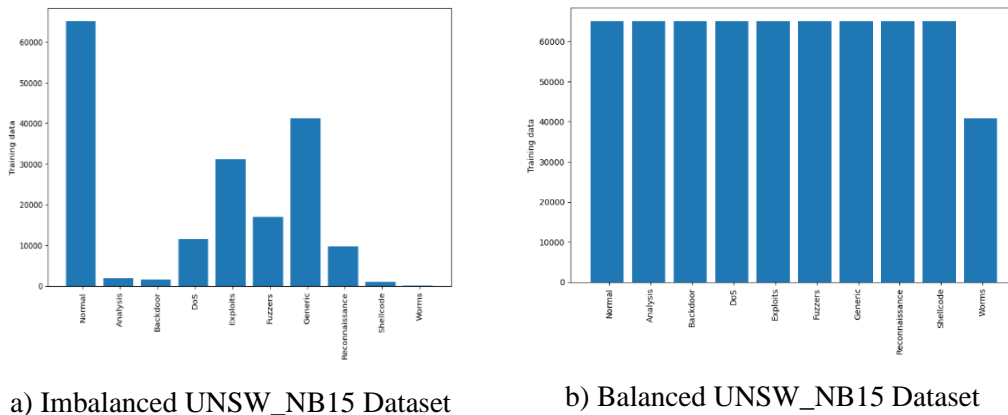 60000
50000
40000
30000
20000
10000
0
Training data
Normal
Analysis
Backdoor
DoS
Exploits
Fuzzers
Generic
Reconnaissance
Shellcode
Worms
a) Imbalanced UNSW_NB15 Dataset
60000
50000
40000
30000
20000
10000
0
Training data
Normal
Analysis
Backdoor
DoS
Exploits
Fuzzers
Generic
Reconnaissance
Shellcode
Worms
b) Balanced UNSW_NB15 Dataset